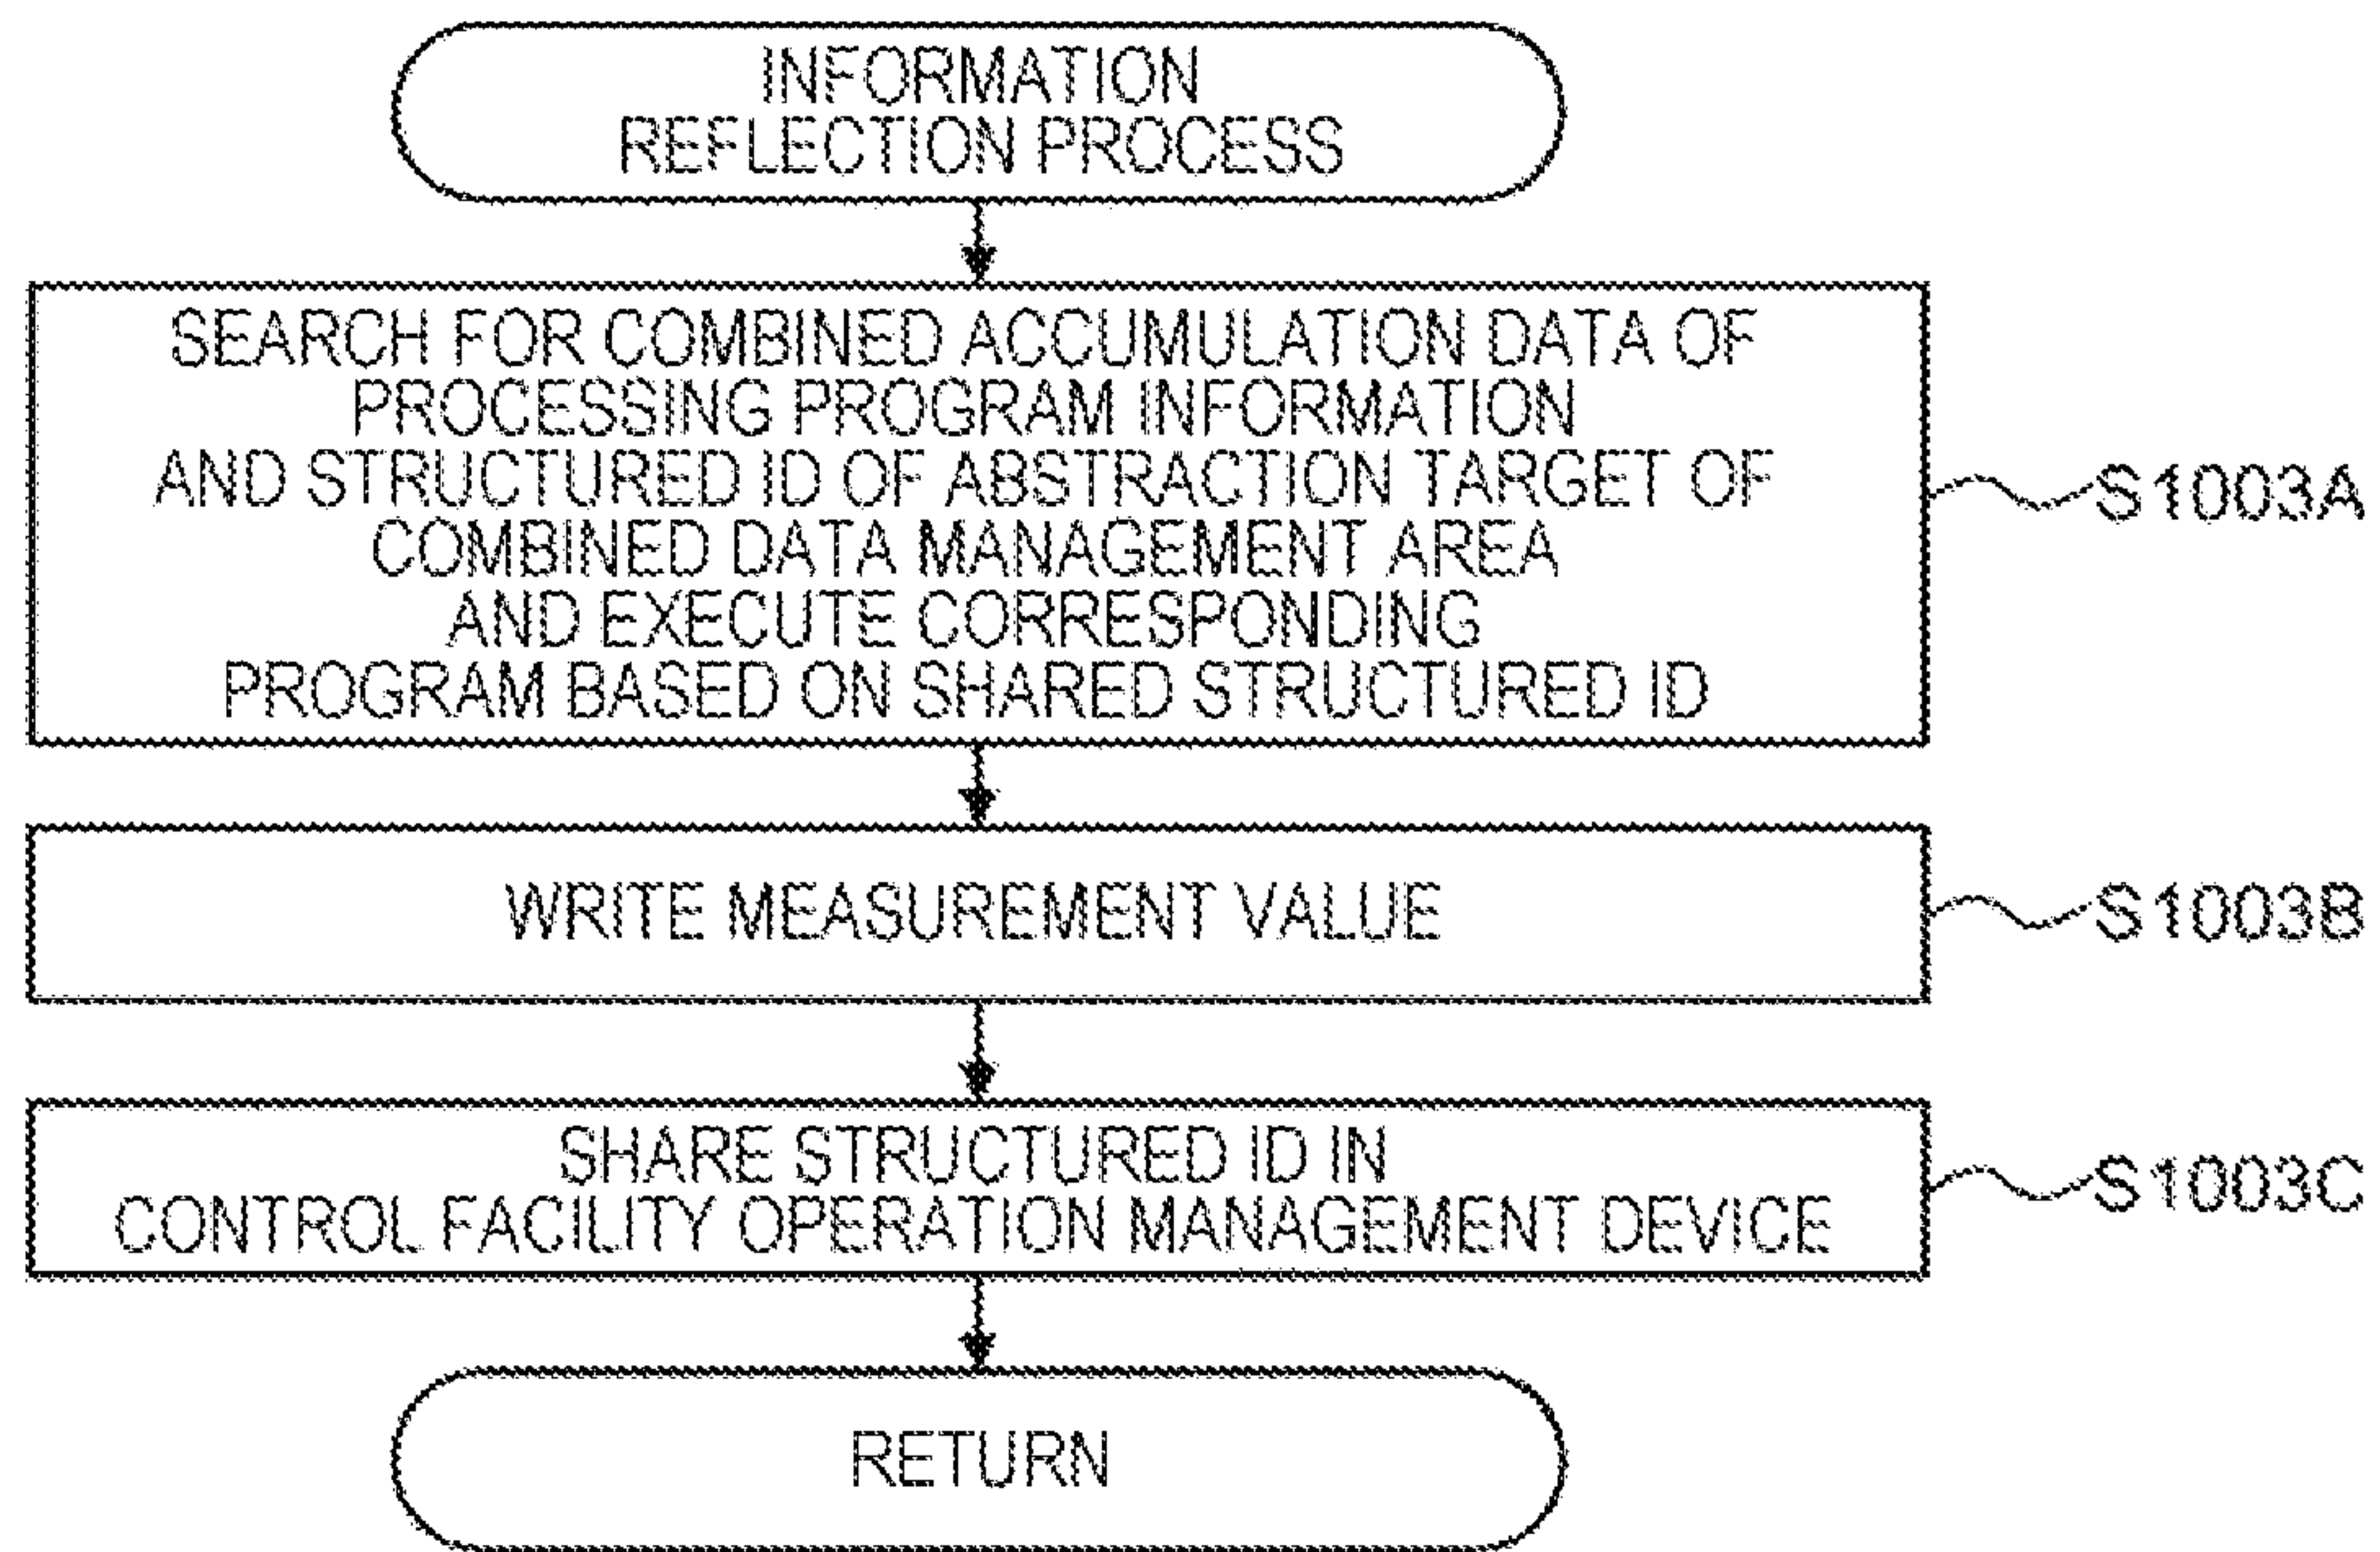 INFORMATION
REFLECTION PROCESS
SEARCH FOR COMBINED ACCUMULATION DATA OF
PROCESSING PROGRAM INFORMATION
AND STRUCTURED ID OF ABSTRACTION TARGET OF
COMBINED DATA MANAGEMENT AREA
AND EXECUTE CORRESPONDING
PROGRAM BASED ON SHARED STRUCTURED ID
S1003A
WRITE MEASUREMENT VALUE
S1003B
SHARE STRUCTURED ID IN
CONTROL FACILITY OPERATION MANAGEMENT DEVICE
S1003C
RETURN